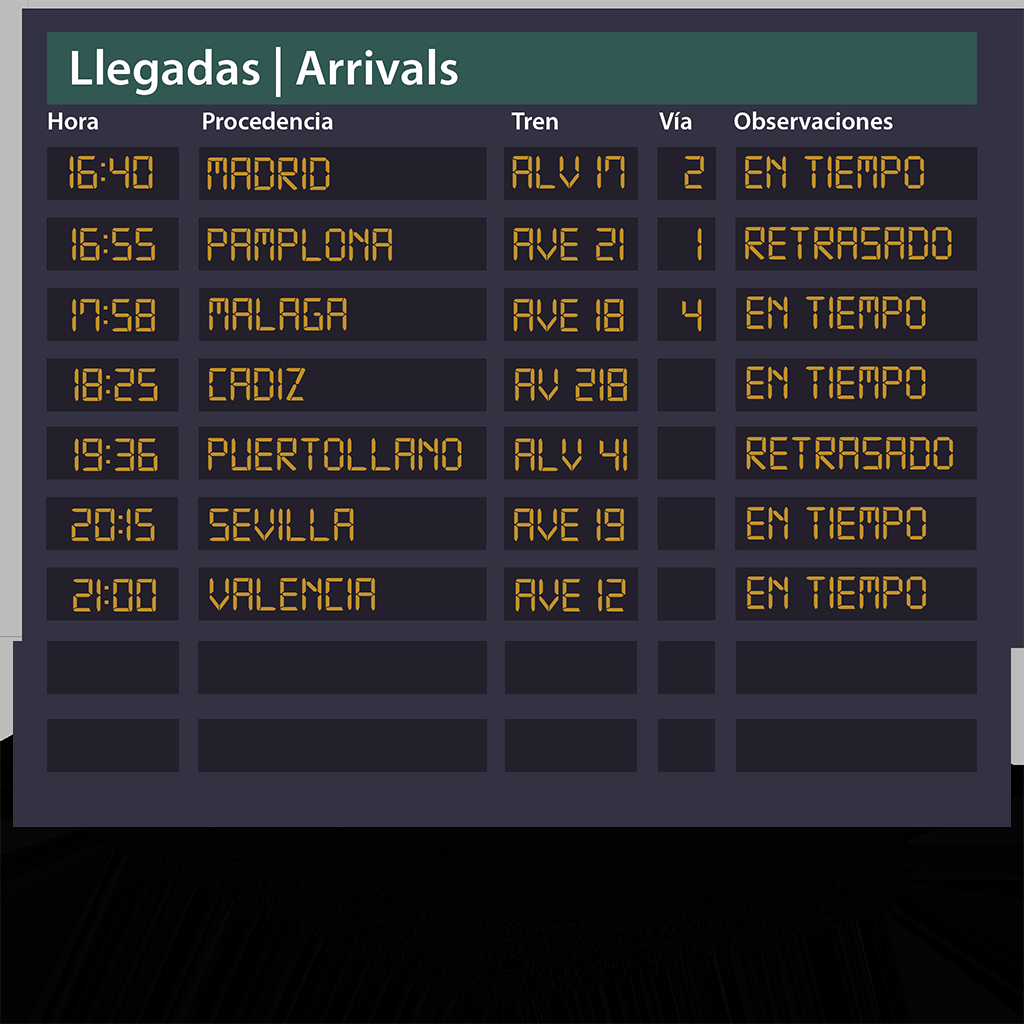 Llegadas | Arrivals
Hora Procedencia Tren Vía Observaciones
16:40 MADRID ALV 17 2 EN TIEMPO
16:55 PAMPLONA AVE 21 1 RETRASADO
17:58 MALAGA AVE 18 4 EN TIEMPO
18:25 CADIZ AV 218 EN TIEMPO
19:36 PUERTOLLANO ALV 41 RETRASADO
20:15 SEVILLA AVE 19 EN TIEMPO
21:00 VALENCIA AVE 12 EN TIEMPO